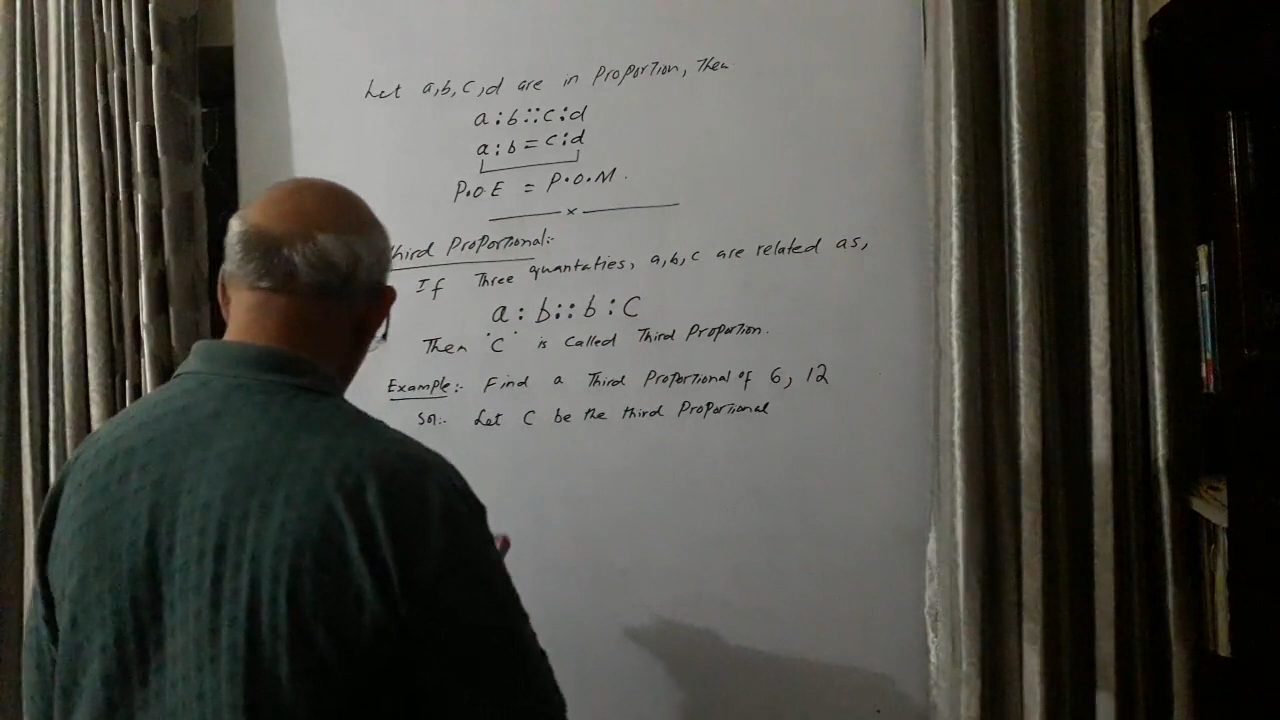 Let a,b,c,d are in Proportion, Then
a:b::c:d
a:b=c:d
P.O.E = P.O.M.
x
Third Proportional:-
If Three quantaties, a,b,c are related as,
a:b::b:C
Then 'C' is called Third Proportion.
Example:- Find a Third Proportional of 6, 12
Sol:- Let C be the third Proportional